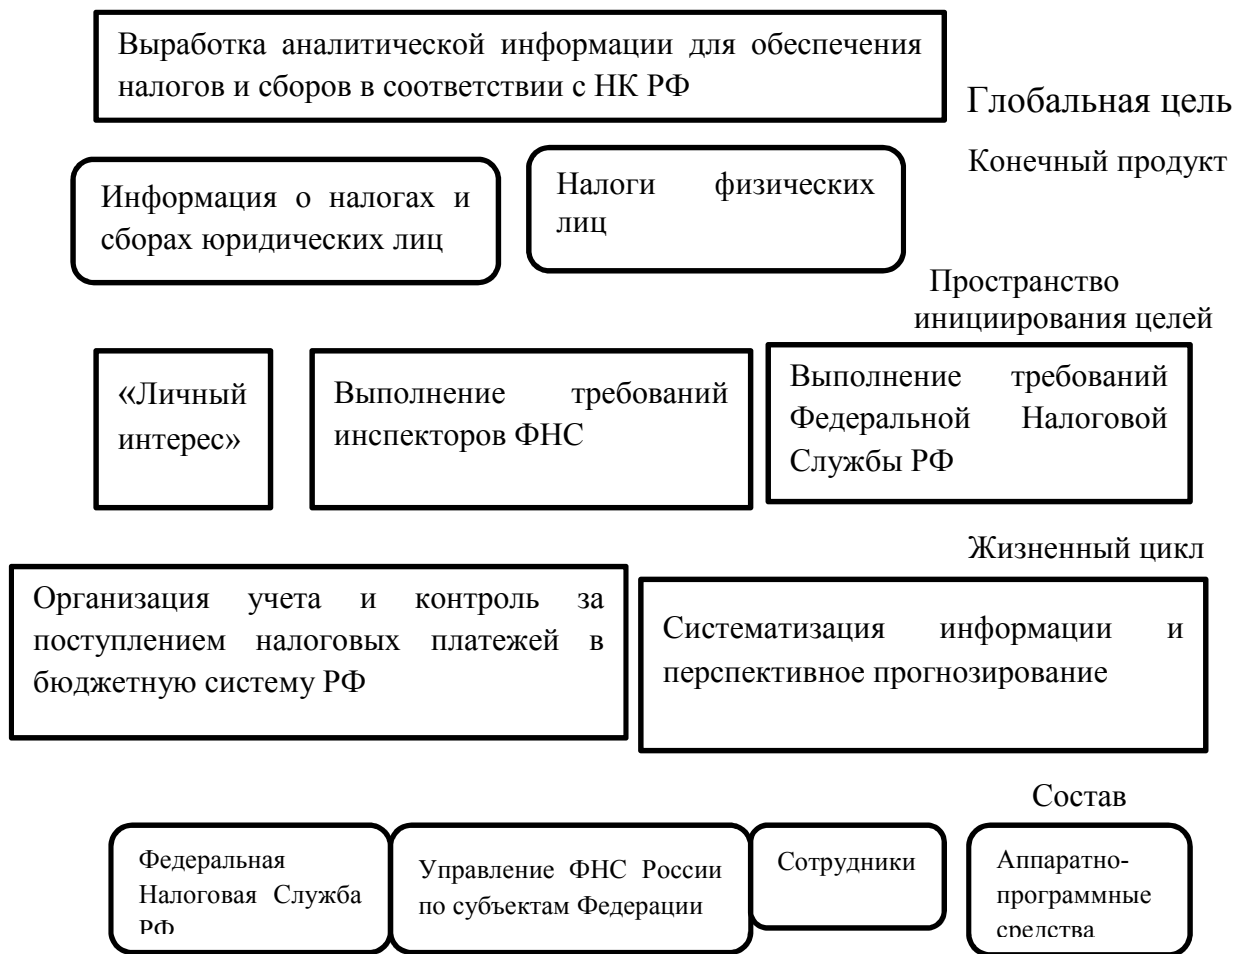 Выработка аналитической информации для обеспечения
налогов и сборов в соответствии с НК РФ
Глобальная цель
Конечный продукт
Информация о налогах и
сборах юридических лиц
Налоги физических
лиц
Пространство
инициирования целей
«Личный
интерес»
Выполнение требований
инспекторов ФНС
Выполнение требований
Федеральной Налоговой
Службы РФ
Жизненный цикл
Организация учета и контроль за
поступлением налоговых платежей в
бюджетную систему РФ
Систематизация информации и
перспективное прогнозирование
Состав
Федеральная
Налоговая Служба
РФ
Управление ФНС России
по субъектам Федерации
Сотрудники
Аппаратно-
программные
средства